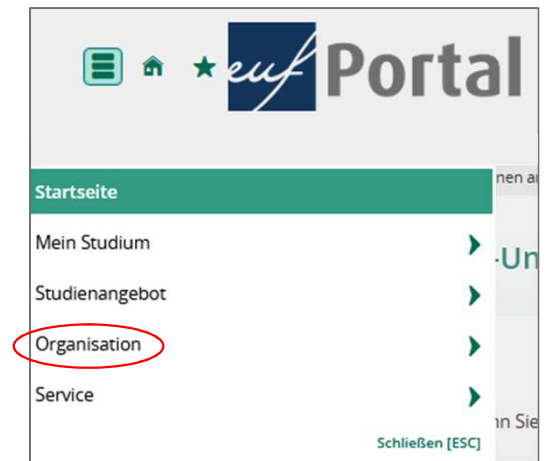 euf Portal
Startseite
Mein Studium
Studienangebot
Organisation
Service
Schließen [ESC]
nen
-Un
nn Sie